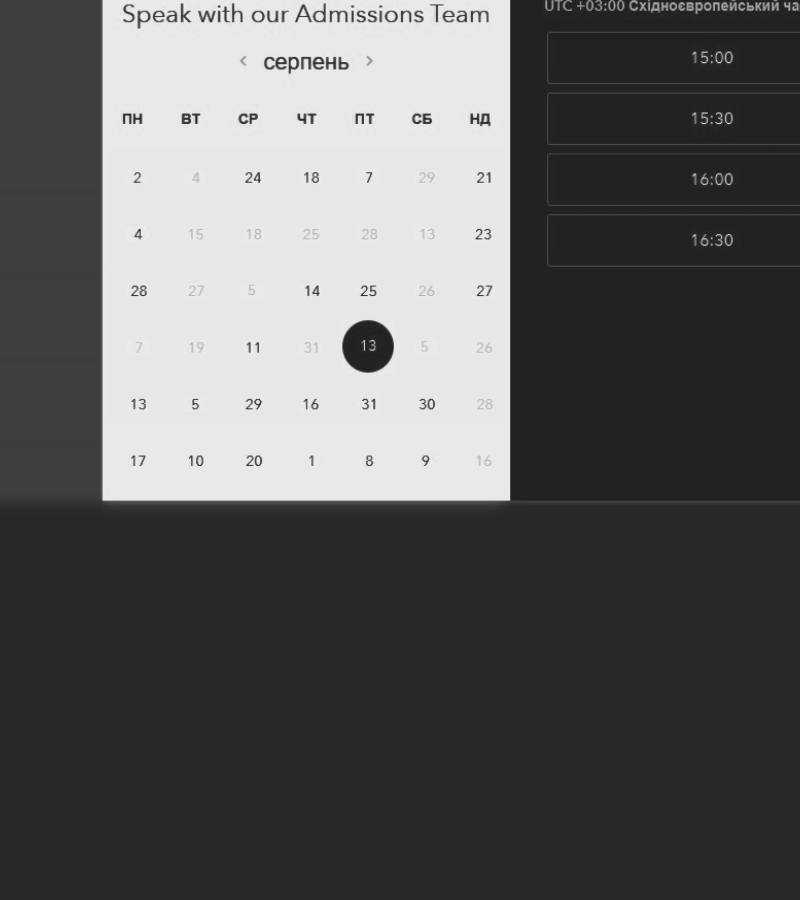 Speak with our Admissions Team
UTC +03:00 Східноєвропейський
< серпень >
ПН ВТ СР ЧТ ПТ СБ НД
2 4 24 18 7 29 21
4 15 18 25 28 13 23
28 27 5 14 25 26 27
7 19 11 31 13 5 26
13 5 29 16 31 30 28
17 10 20 1 8 9 16
15:00
15:30
16:00
16:30